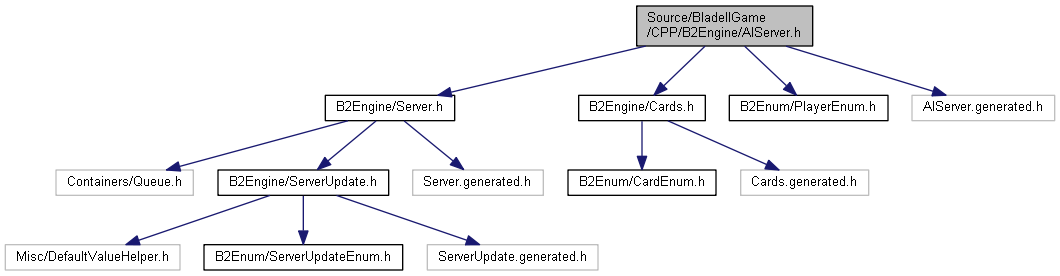 Source/BladeIIGame
/CPP/B2Engine/AIServer.h
B2Engine/Server.h
B2Engine/Cards.h
B2Enum/PlayerEnum.h
AIServer.generated.h
Containers/Queue.h
B2Engine/ServerUpdate.h
Server.generated.h
B2Enum/CardEnum.h
Cards.generated.h
Misc/DefaultValueHelper.h
B2Enum/ServerUpdateEnum.h
ServerUpdate.generated.h